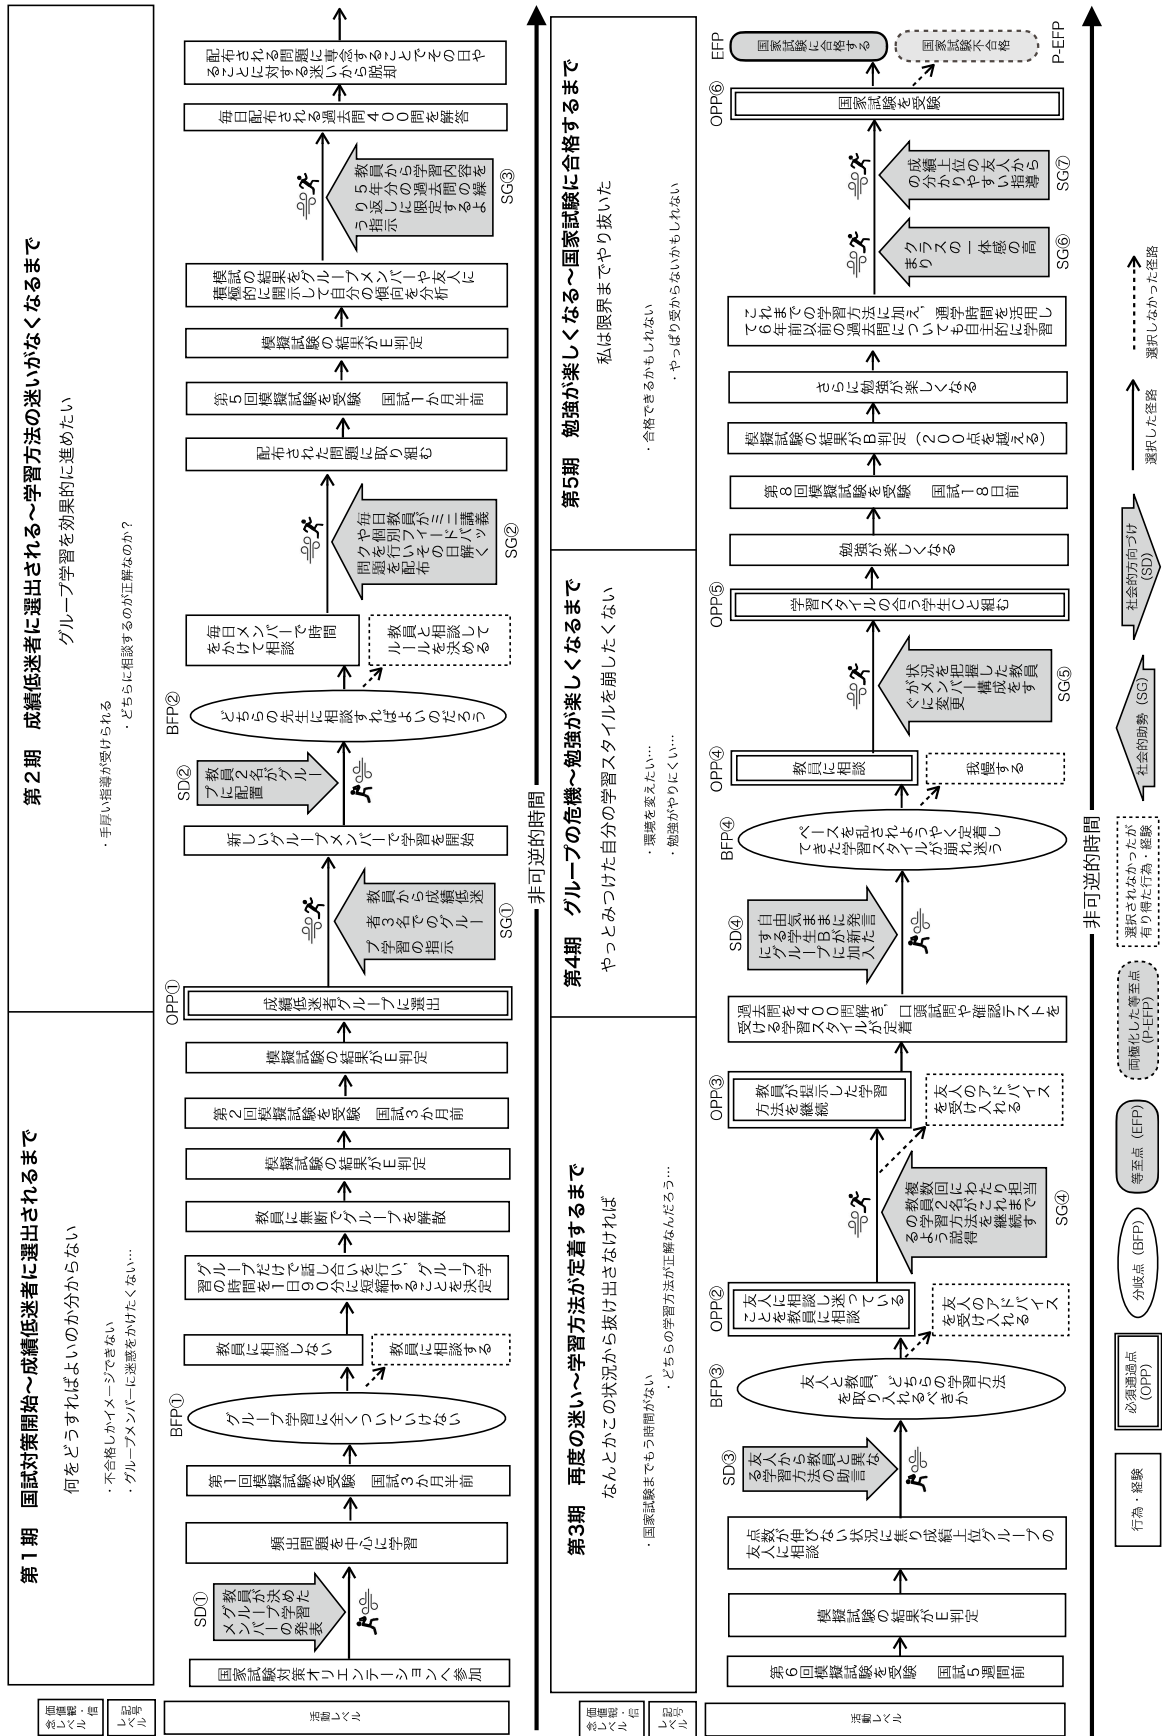 価値観・信
念レベル
記号
レベル
活動レベル
第1期　国試対策開始〜成績低迷者に選出されるまで
何をどうすればよいのか分からない
・不合格しかイメージできない
・グループメンバーに迷惑をかけたくない…
第2期　成績低迷者に選出される〜学習方法の迷いがなくなるまで
グループ学習を効果的に進めたい
・手厚い指導が受けられる
・どちらに相談するのが正解なのか？
国家試験対策オリエンテーションへ参加
SD①
教員が決めた
グループ学習
メンバーの発表
頻出問題を中心に学習
第1回模擬試験を受験　国試3か月半前
BFP①
グループ学習に全くついていけない
教員に相談しない
教員に相談する
グループだけで話し合いを行い，グループ学
習の時間を1日90分に短縮することを決定
教員に無断でグループを解散
模擬試験の結果がE判定
第2回模擬試験を受験　国試3か月前
模擬試験の結果がE判定
OPP①
成績低迷者グループに選出
教員から成績低迷
者3名でのグルー
プ学習の指示
SG①
新しいグループメンバーで学習を開始
SD②
教員2名がグルー
プに配置
BFP②
どちらの先生に相談すればよいのだろう
毎日メンバーで時間
をかけて相談
教員と相談して
ルールを決める
毎日教員がミニ講義
や個別フィードバッ
クを行いその日解く
問題を配布
SG②
配布された問題に取り組む
第5回模擬試験を受験　国試1か月半前
模擬試験の結果がE判定
模試の結果をグループメンバーや友人に
積極的に開示して自分の傾向を分析
教員から学習内容を
5年分の過去問の繰
り返しに限定するよ
う指示
SG③
毎日配布される過去問400問を解答
配布される問題に専念することでその日や
ることに対する迷いから脱却
非可逆的時間
価値観・信
念レベル
記号
レベル
活動レベル
第3期　再度の迷い〜学習方法が定着するまで
なんとかこの状況から抜け出さなければ
・国家試験までもう時間がない
・どちらの学習方法が正解なんだろう…
第4期　グループの危機〜勉強が楽しくなるまで
やっとみつけた自分の学習スタイルを崩したくない
・環境を変えたい…
・勉強がやりにくい…
第5期　勉強が楽しくなる〜国家試験に合格するまで
私は限界までやり抜いた
・合格できるかもしれない
・やっぱり受からないかもしれない
第6回模擬試験を受験　国試5週間前
模擬試験の結果がE判定
点数が伸びない状況に焦り成績上位グループの
友人に相談
SD③
友人から教員と異な
る学習方法の助言
BFP③
友人と教員，どちらの学習方法
を取り入れるべきか
OPP②
友人に相談し迷っている
ことを教員に相談
友人のアドバイス
を受け入れる
複数回にわたり担当
の教員2名がこれまで
の学習方法を継続す
るよう説得
SG④
OPP③
教員が提示した学習
方法を継続
友人のアドバイス
を受け入れる
過去問を400問解き，口頭試問や確認テストを
受ける学習スタイルが定着
SD④
自由気ままに発言
する学生Bが新た
にグループに加入
BFP④
ペースを乱されようやく定着し
てきた学習スタイルが崩れ迷う
OPP④
教員に相談
我慢する
状況を把握した教員
がメンバー構成をす
ぐに変更
SG⑤
OPP⑤
学習スタイルの合う学生Cと組む
勉強が楽しくなる
第8回模擬試験を受験　国試18日前
模擬試験の結果がB判定（200点を越える）
さらに勉強が楽しくなる
これまでの学習方法に加え，通学時間を活用し
て6年前以前の過去問についても自主的に学習
クラスの一体感の高
まり
SG⑥
成績上位の友人から
の分かりやすい指導
SG⑦
OPP⑥
国家試験を受験
EFP
国家試験に合格する
国家試験不合格
P-EFP
非可逆的時間
行為・経験
必須通過点
(OPP)
分岐点（BFP）
等至点（EFP）
両極化した等至点
(P-EFP)
選択されなかったが
有り得た行為・経験
社会的助勢（SG）
社会的方向づけ
(SD)
選択した径路
選択しなかった径路